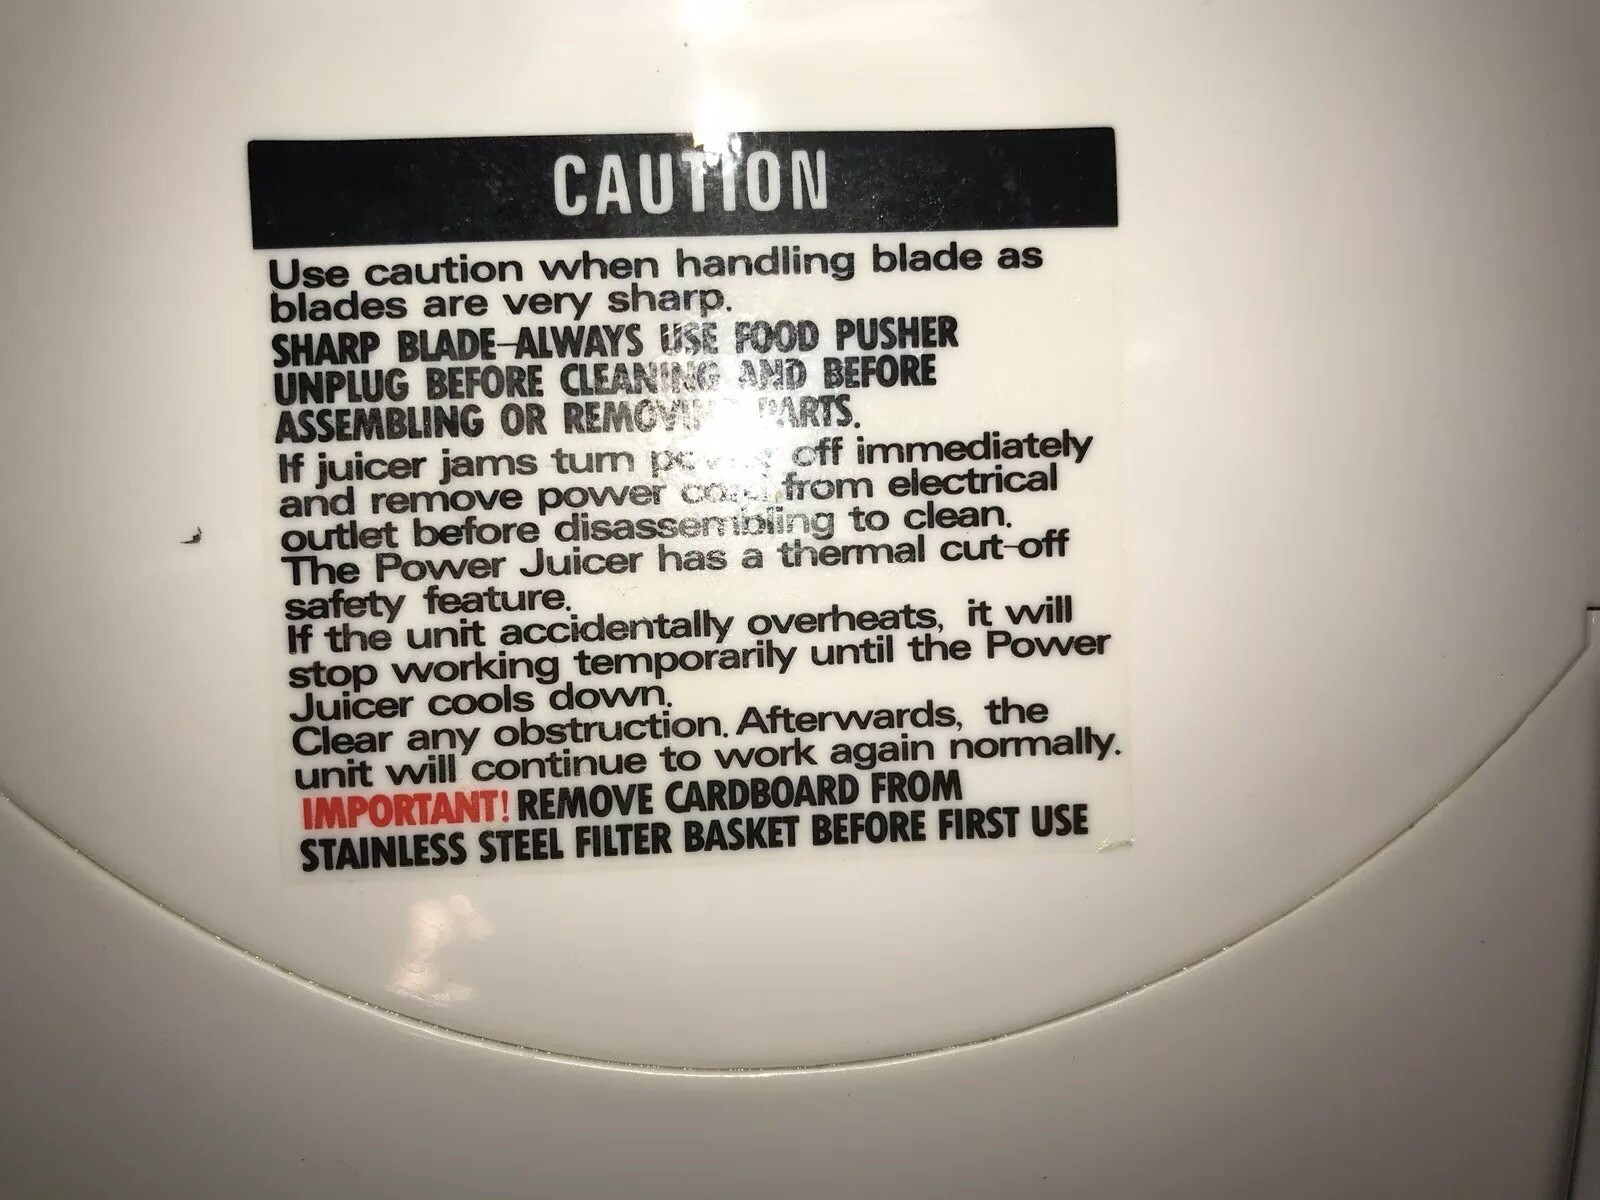 CAUTION
Use caution when handling blade as
blades are very sharp.
SHARP BLADE-ALWAYS USE FOOD PUSHER
UNPLUG BEFORE CLEANING AND BEFORE
ASSEMBLING OR REMOVING PARTS.
If juicer jams turn power off immediately
and remove power cord from electrical
outlet before disassembling to clean.
The Power Juicer has a thermal cut-off
safety feature.
If the unit accidentally overheats, it will
stop working temporarily until the Power
Juicer cools down.
Clear any obstruction. Afterwards, the
unit will continue to work again normally.
IMPORTANT! REMOVE CARDBOARD FROM
STAINLESS STEEL FILTER BASKET BEFORE FIRST USE